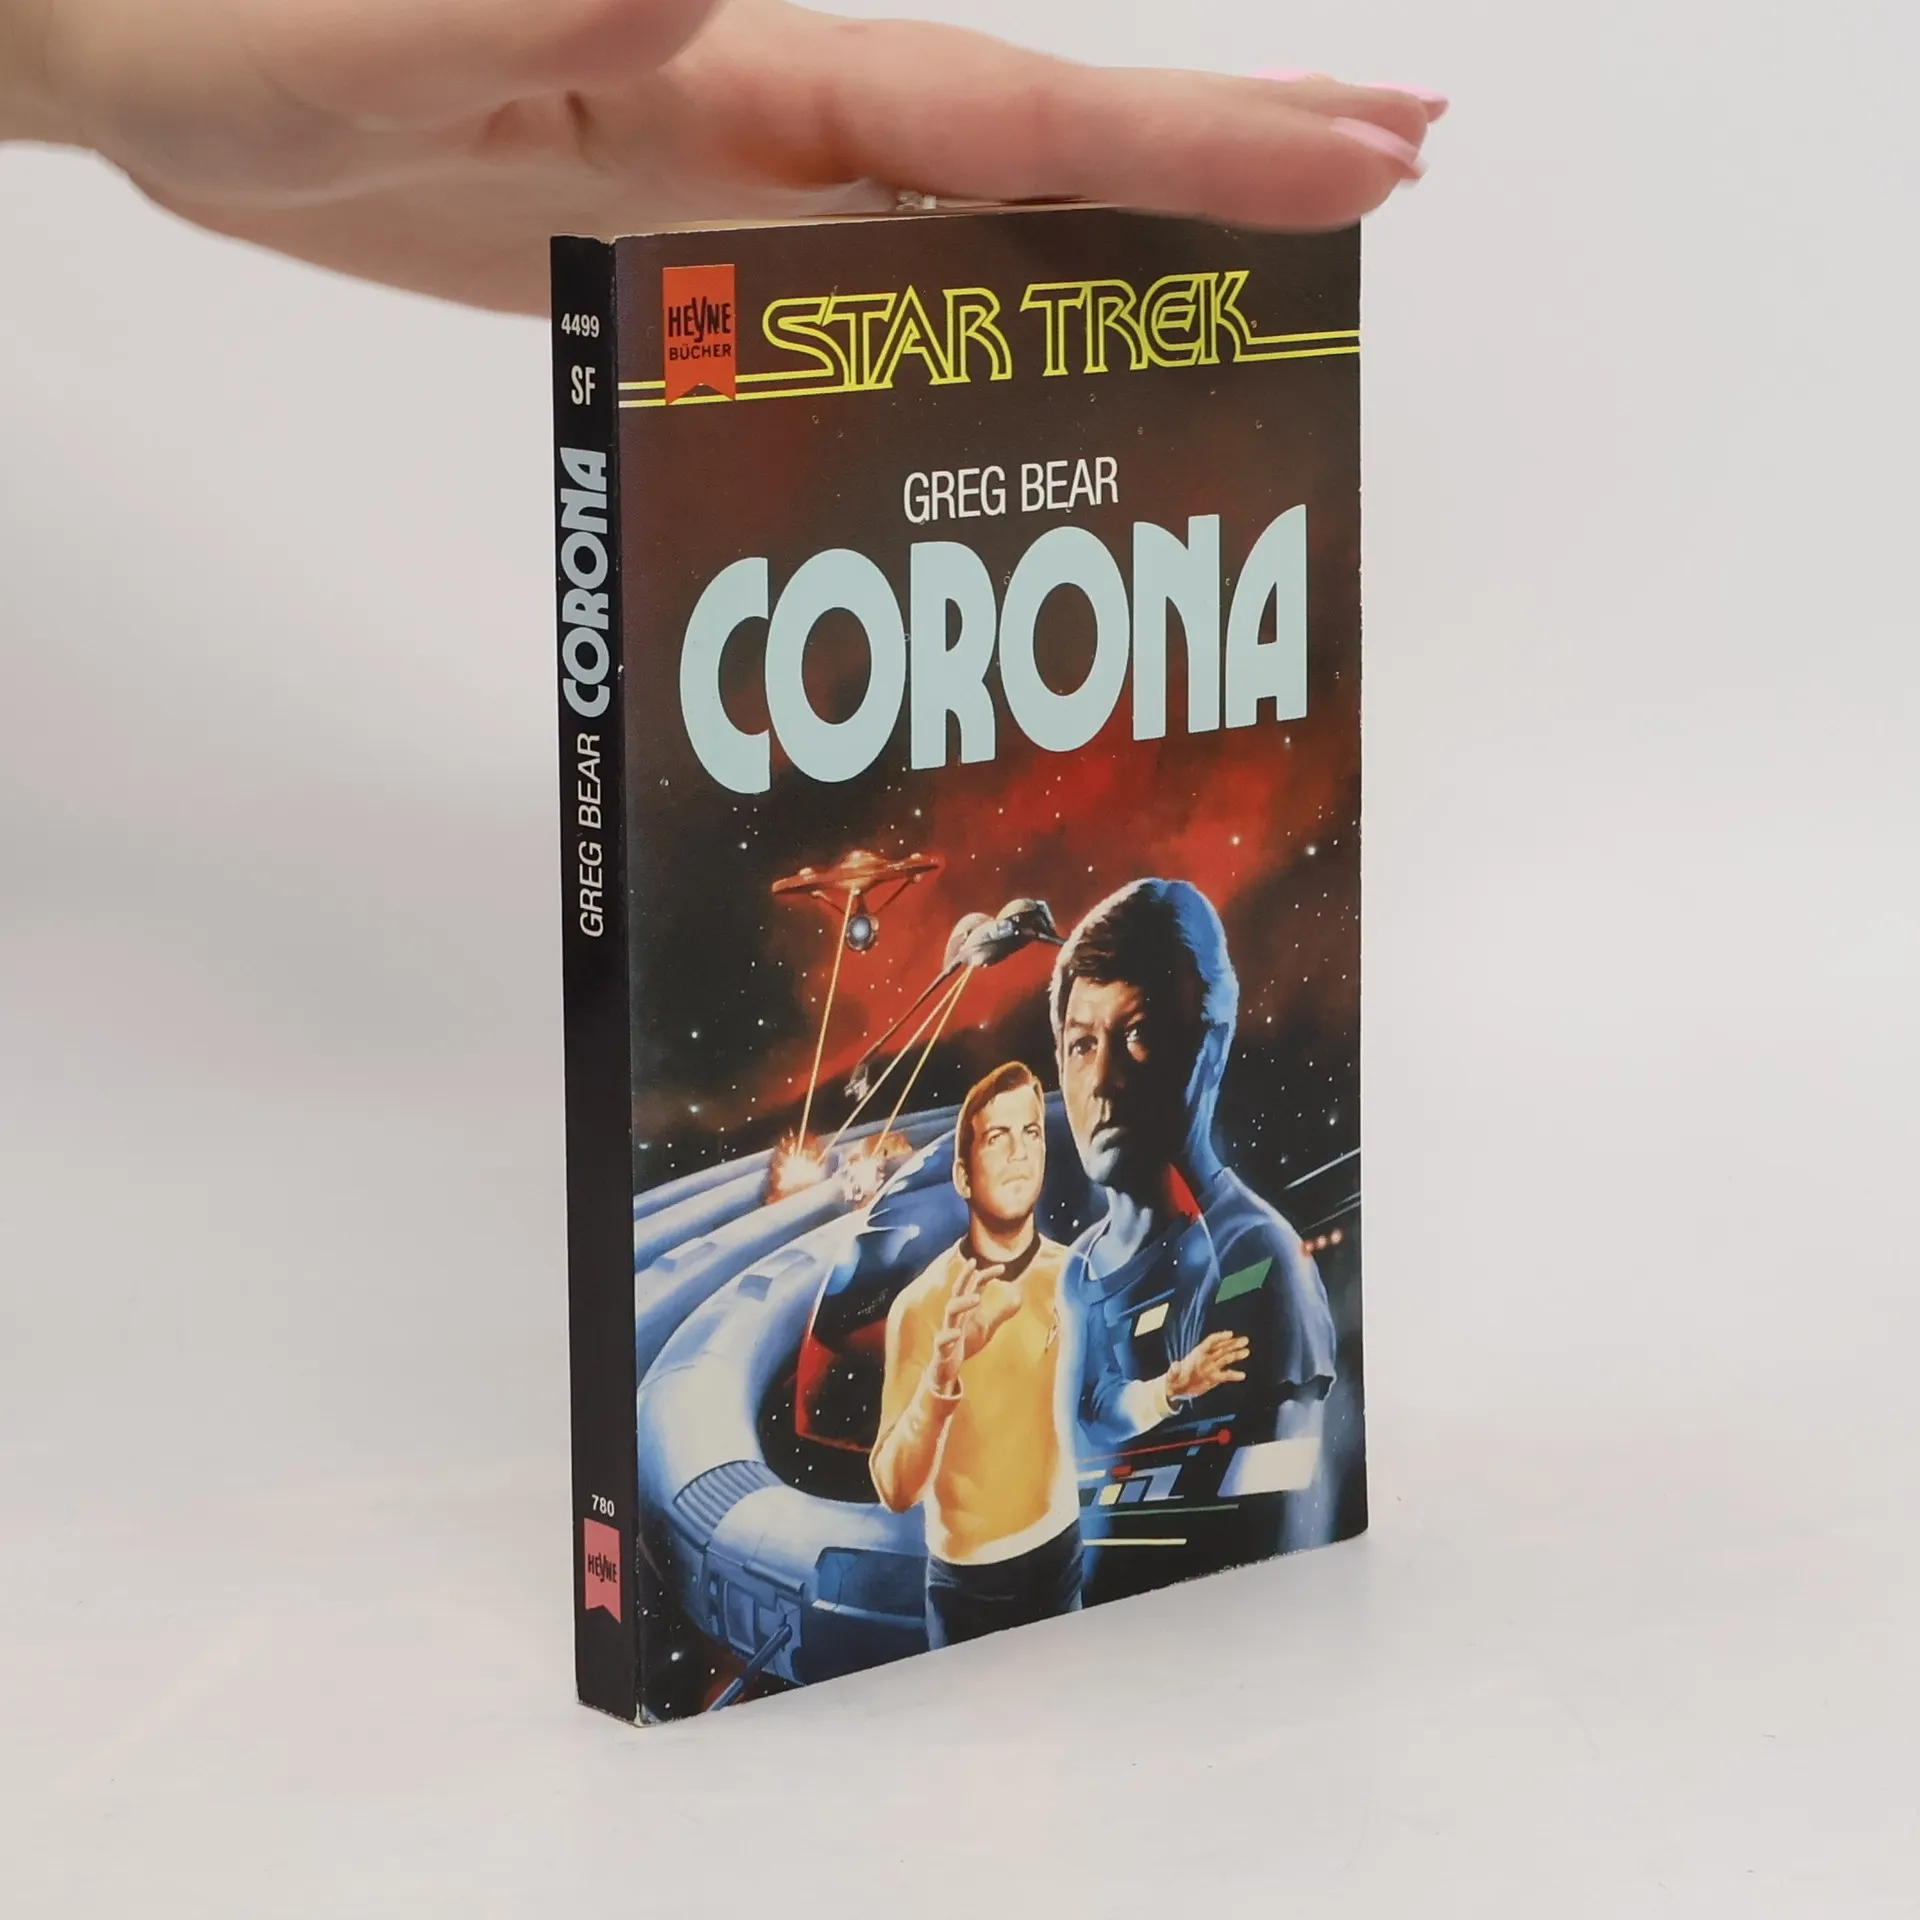 4499
SF
GREG BEAR CORONA
780
HEYNE
HEYNE
BÜCHER
STAR TREK
GREG BEAR
CORONA